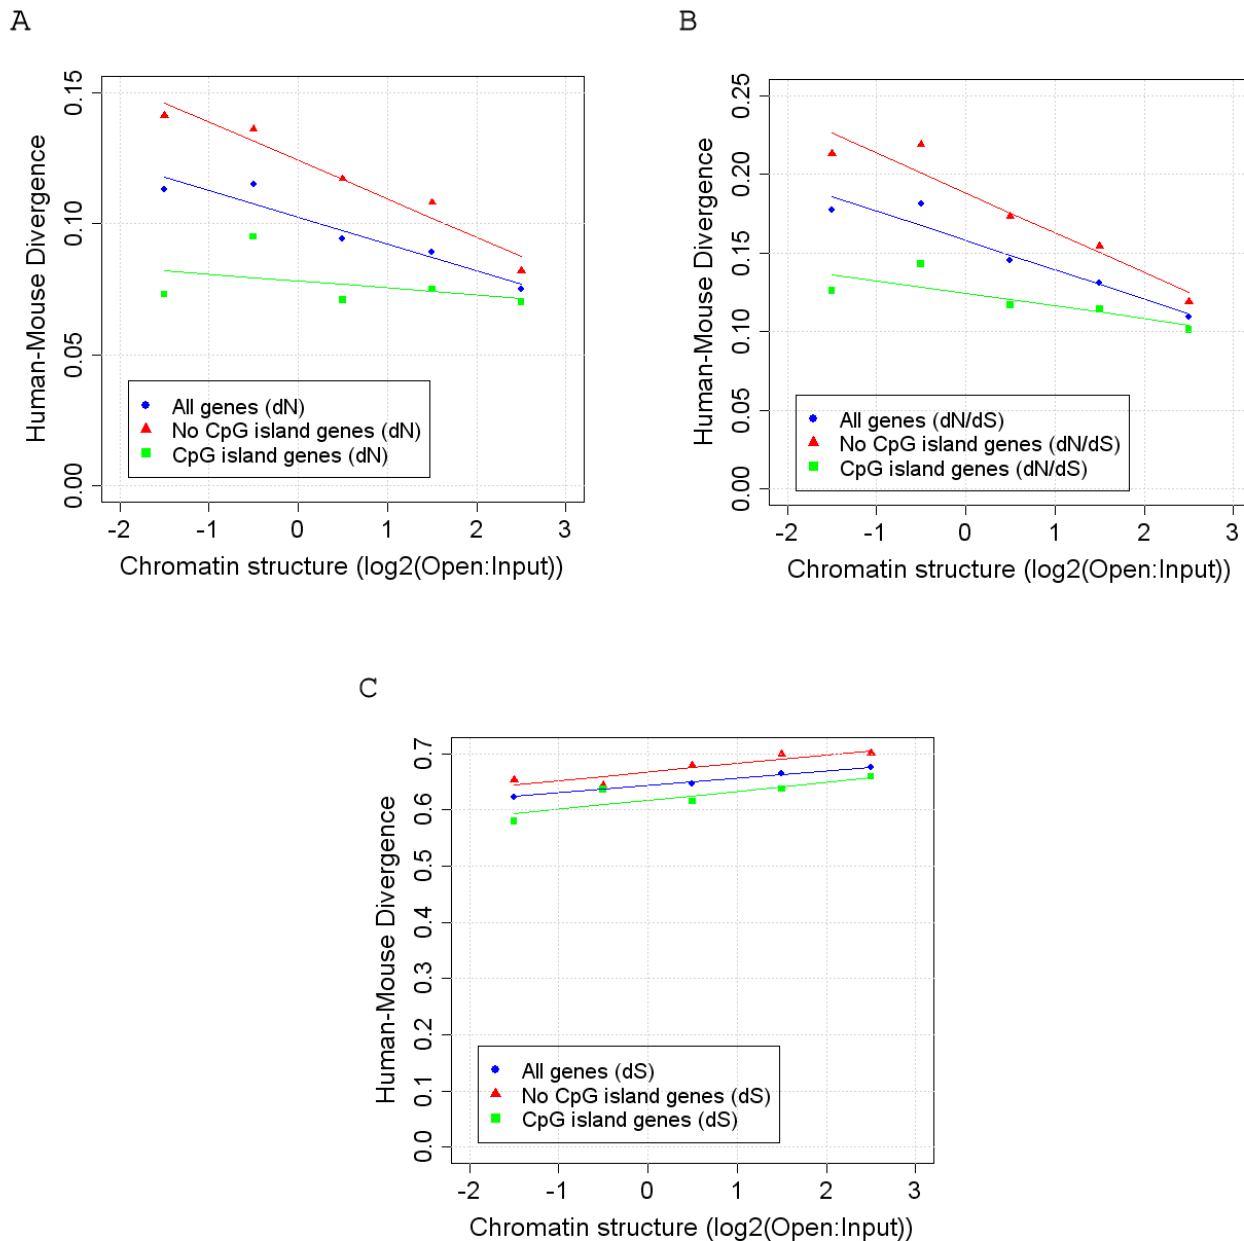 A
Human-Mouse Divergence
0.15
0.10
0.05
0.00
All genes (dN)
No CpG island genes (dN)
CpG island genes (dN)
-2 -1 0 1 2 3
Chromatin structure (log2(Open:Input))
B
Human-Mouse Divergence
0.25
0.20
0.15
0.10
0.05
0.00
All genes (dN/dS)
No CpG island genes (dN/dS)
CpG island genes (dN/dS)
-2 -1 0 1 2 3
Chromatin structure (log2(Open:Input))
C
Human-Mouse Divergence
0.7
0.6
0.5
0.4
0.3
0.2
0.1
0.0
All genes (dS)
No CpG island genes (dS)
CpG island genes (dS)
-2 -1 0 1 2 3
Chromatin structure (log2(Open:Input))